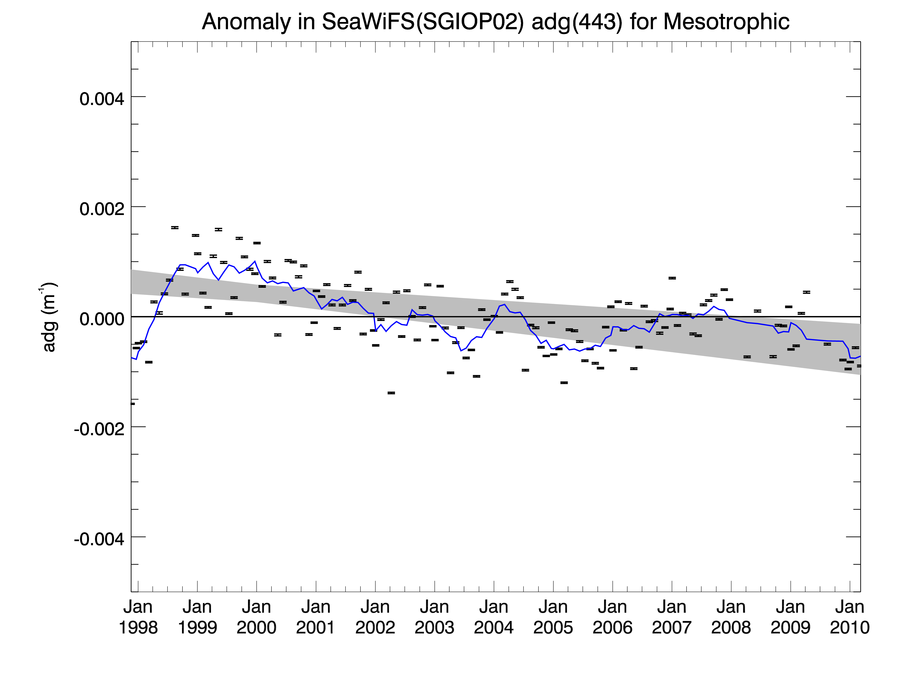 Anomaly in SeaWiFS(SGIOP02) adg(443) for Mesotrophic
0.004
0.002
0.000
-0.002
-0.004
adg (m⁻¹)
Jan Jan Jan Jan Jan Jan Jan Jan Jan Jan Jan Jan Jan
1998 1999 2000 2001 2002 2003 2004 2005 2006 2007 2008 2009 2010